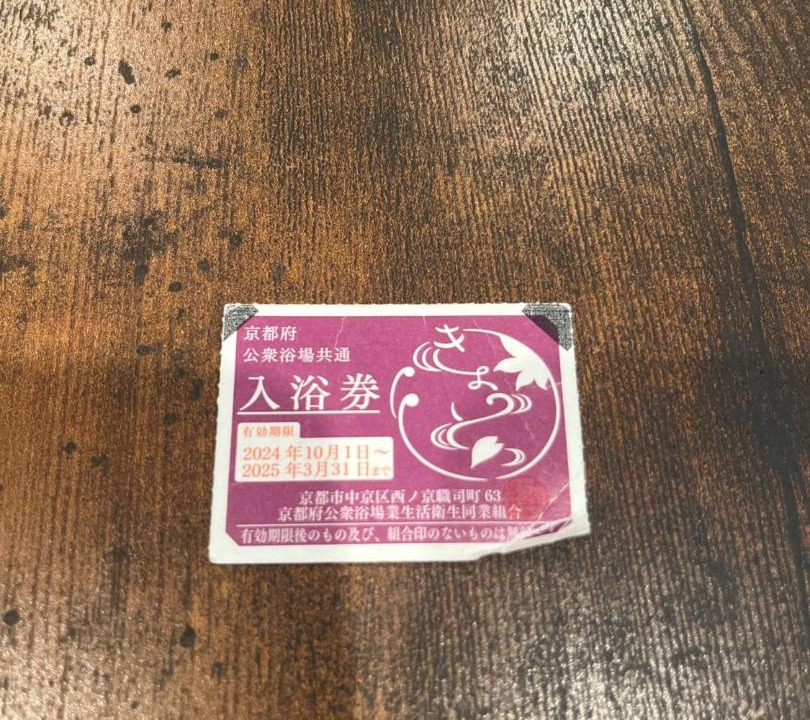 京都府
公衆浴場共通
入浴券
きょうと
有効期限
2024年10月1日〜
2025年3月31日まで
京都市中京区西ノ京職司町63
京都府公衆浴場業生活衛生同業組合
有効期限後のもの及び、組合印のないものは無